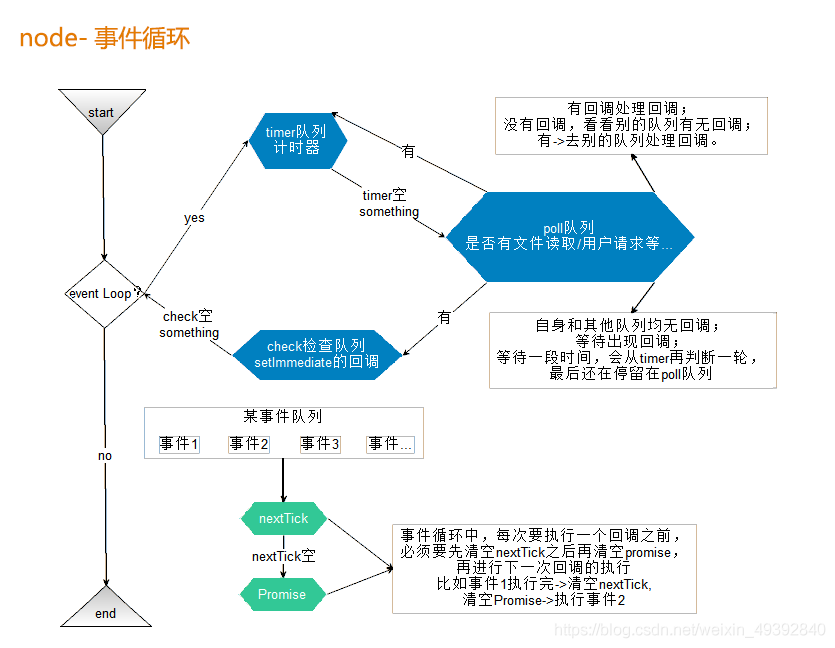 node- 事件循环
start
timer队列
计时器
有回调处理回调；
没有回调，看看别的队列有无回调；
有->去别的队列处理回调。
有
timer空
something
yes
poll队列
是否有文件读取/用户请求等...
event Loop？
check空
something
有
check检查队列
setImmediate的回调
自身和其他队列均无回调；
等待出现回调；
等待一段时间，会从timer再判断一轮，
最后还在停留在poll队列
某事件队列
事件1 事件2 事件3 事件...
no
nextTick
nextTick空
Promise
事件循环中，每次要执行一个回调之前，
必须要先清空nextTick之后再清空promise，
再进行下一次回调的执行
比如事件1执行完->清空nextTick,
清空Promise->执行事件2
end
https://blog.csdn.net/weixin_49392840